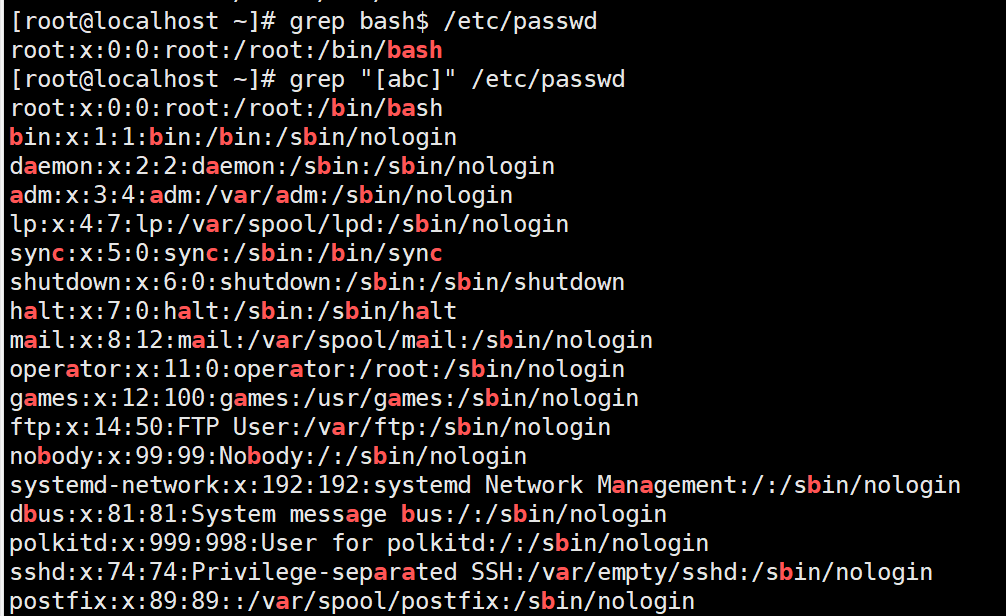 [root@localhost ~]# grep bash$ /etc/passwd
root:x:0:0:root:/root:/bin/bash
[root@localhost ~]# grep "[abc]" /etc/passwd
root:x:0:0:root:/root:/bin/bash
bin:x:1:1:bin:/bin:/sbin/nologin
daemon:x:2:2:daemon:/sbin:/sbin/nologin
adm:x:3:4:adm:/var/adm:/sbin/nologin
lp:x:4:7:lp:/var/spool/lpd:/sbin/nologin
sync:x:5:0:sync:/sbin:/bin/sync
shutdown:x:6:0:shutdown:/sbin:/sbin/shutdown
halt:x:7:0:halt:/sbin:/sbin/halt
mail:x:8:12:mail:/var/spool/mail:/sbin/nologin
operator:x:11:0:operator:/root:/sbin/nologin
games:x:12:100:games:/usr/games:/sbin/nologin
ftp:x:14:50:FTP User:/var/ftp:/sbin/nologin
nobody:x:99:99:Nobody:/:/sbin/nologin
systemd-network:x:192:192:systemd Network Management:/:/sbin/nologin
dbus:x:81:81:System message bus:/:/sbin/nologin
polkitd:x:999:998:User for polkitd:/:/sbin/nologin
sshd:x:74:74:Privilege-separated SSH:/var/empty/sshd:/sbin/nologin
postfix:x:89:89::/var/spool/postfix:/sbin/nologin